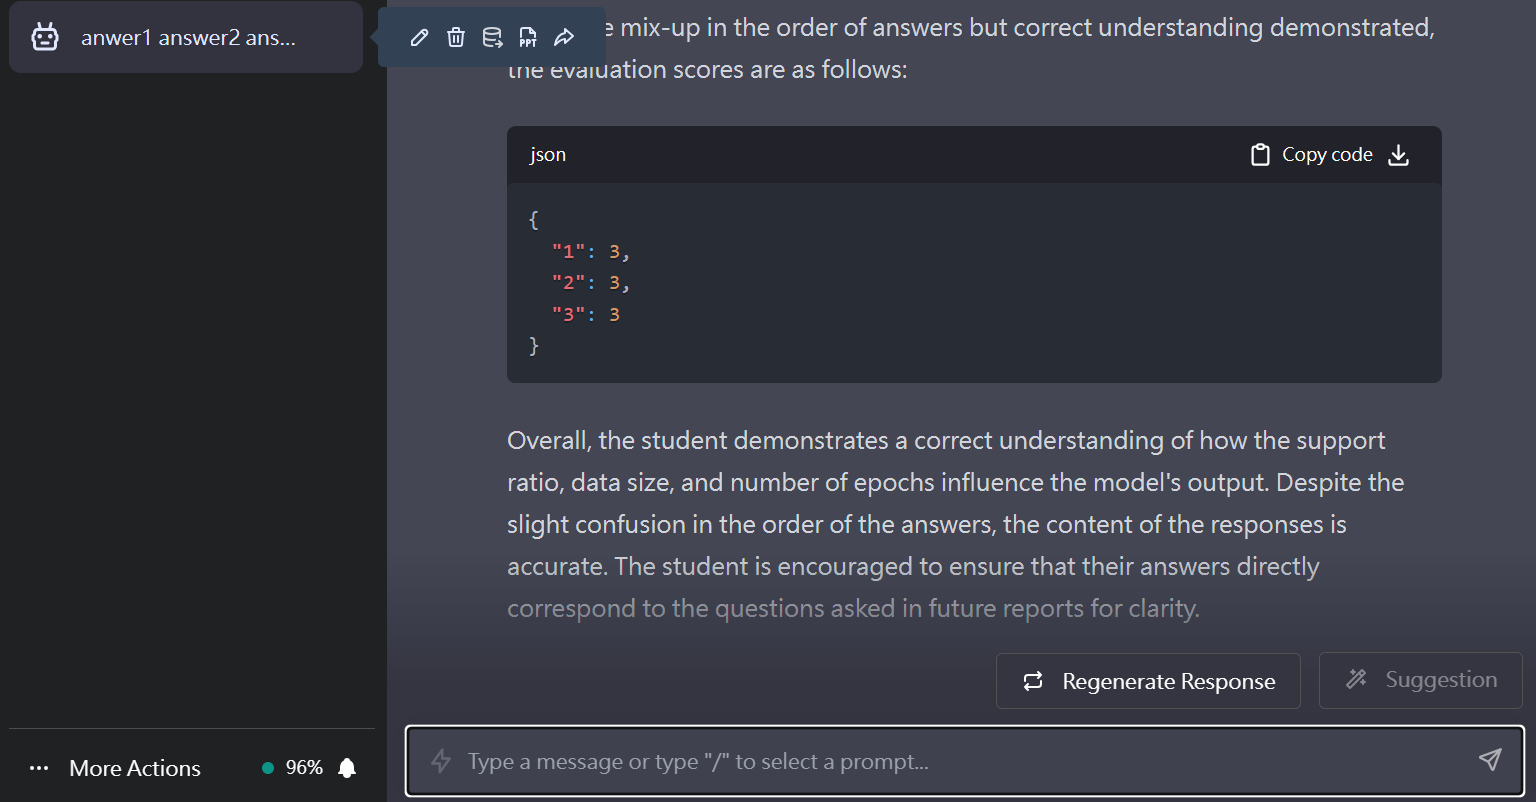 anwer1 answer2 ans...
PPT
e mix-up in the order of answers but correct understanding demonstrated,
the evaluation scores are as follows:
json
Copy code
{
"1": 3,
"2": 3,
"3": 3
}
Overall, the student demonstrates a correct understanding of how the support
ratio, data size, and number of epochs influence the model's output. Despite the
slight confusion in the order of the answers, the content of the responses is
accurate. The student is encouraged to ensure that their answers directly
correspond to the questions asked in future reports for clarity.
Regenerate Response
Suggestion
More Actions
96%
Type a message or type "/" to select a prompt...